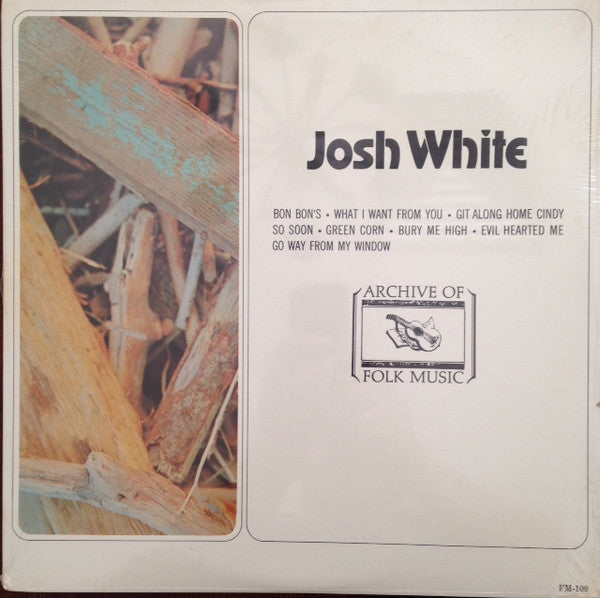 Josh White
BON BON'S • WHAT I WANT FROM YOU • GIT ALONG HOME CINDY
SO SOON • GREEN CORN • BURY ME HIGH • EVIL HEARTED ME
GO WAY FROM MY WINDOW
ARCHIVE OF
FOLK MUSIC
FM-109